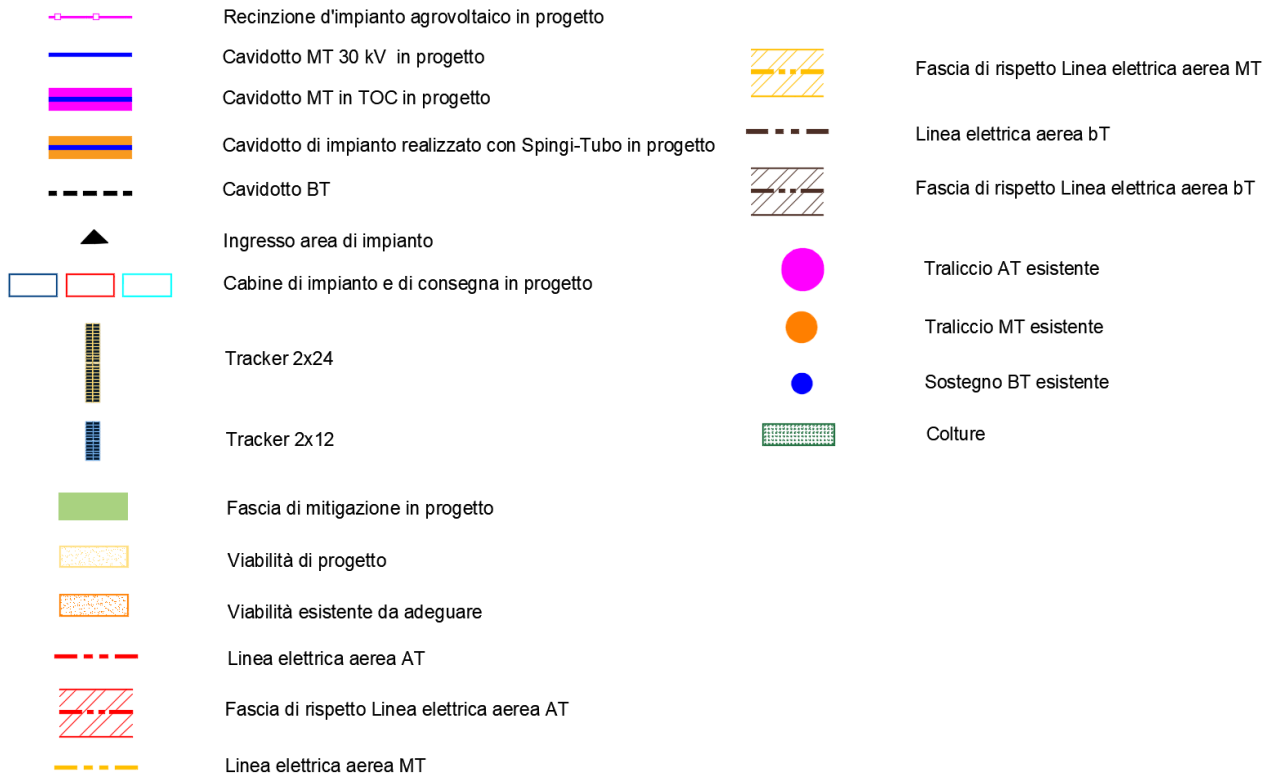 Recinzione d'impianto agrovoltaico in progetto
Cavidotto MT 30 kV in progetto
Cavidotto MT in TOC in progetto
Cavidotto di impianto realizzato con Spingi-Tubo in progetto
Cavidotto BT
Ingresso area di impianto
Cabine di impianto e di consegna in progetto
Tracker 2x24
Tracker 2x12
Fascia di mitigazione in progetto
Viabilità di progetto
Viabilità esistente da adeguare
Linea elettrica aerea AT
Fascia di rispetto Linea elettrica aerea AT
Linea elettrica aerea MT
Fascia di rispetto Linea elettrica aerea MT
Linea elettrica aerea bT
Fascia di rispetto Linea elettrica aerea bT
Traliccio AT esistente
Traliccio MT esistente
Sostegno BT esistente
Colture